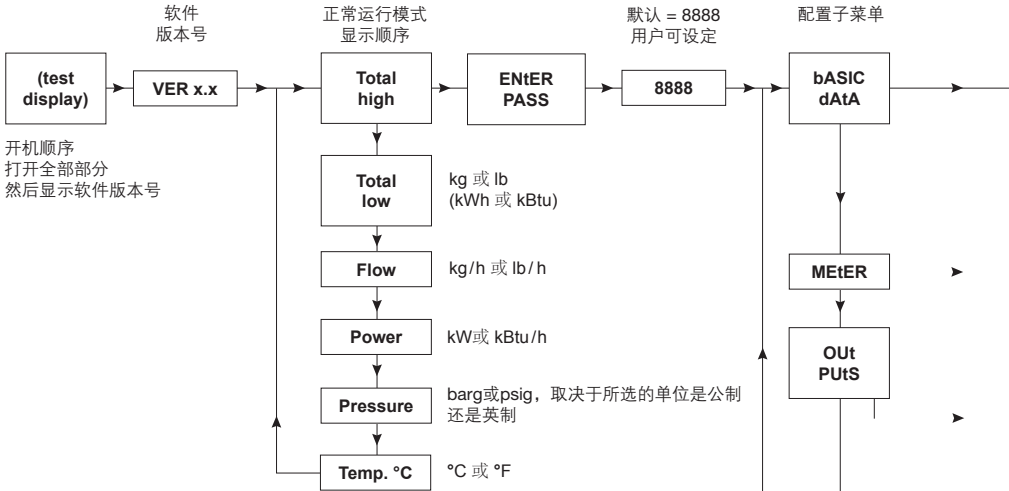 软件
版本号
正常运行模式
显示顺序
默认 = 8888
用户可设定
配置子菜单
(test
display)
VER x.x
Total
high
ENtER
PASS
8888
bASIC
dAtA
开机顺序
打开全部部分
然后显示软件版本号
Total
low
kg 或 lb
(kWh 或 kBtu)
Flow
kg/h 或 lb/h
MEtER
Power
kW或 kBtu/h
OUt
PUtS
Pressure
barg或psig，取决于所选的单位是公制
还是英制
Temp. °C
°C 或 °F